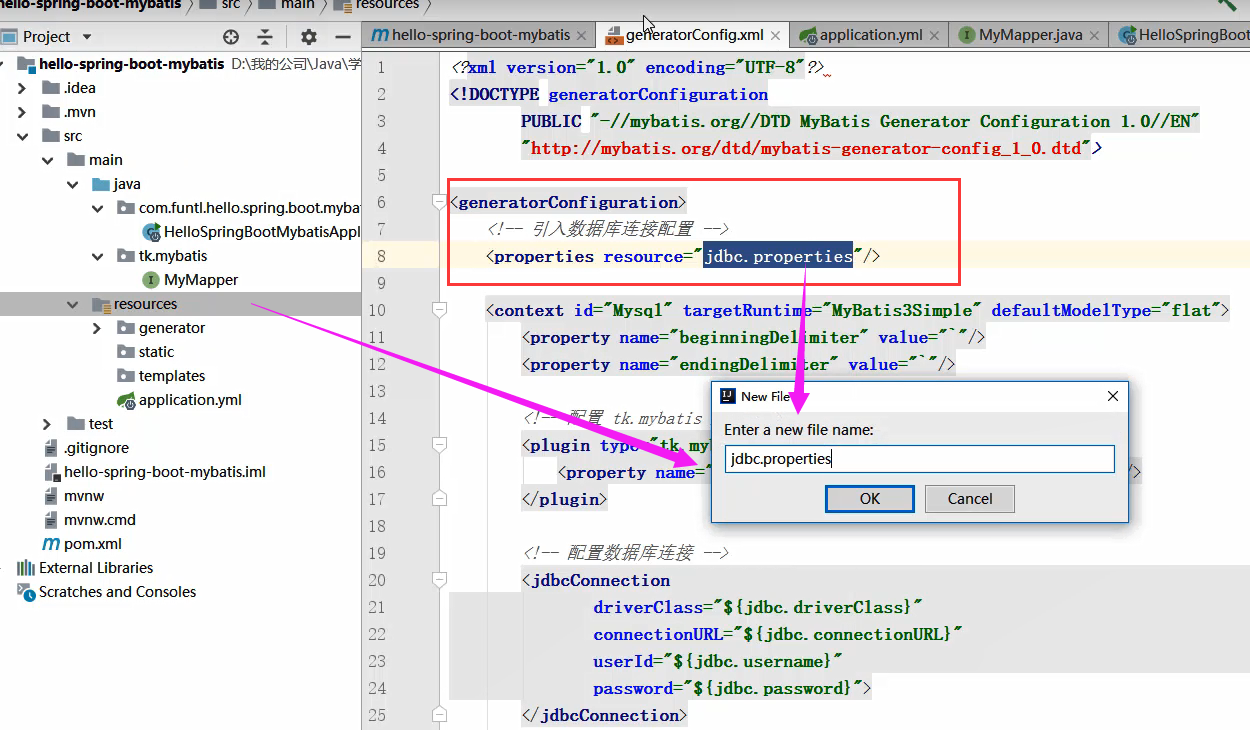 hello-spring-boot-mybatis src main resources
Project
hello-spring-boot-mybatis D:\我的公司\Java\学
.idea
.mvn
src
main
java
com.funtl.hello.spring.boot.mybat
HelloSpringBootMybatisAppl
tk.mybatis
MyMapper
resources
generator
static
templates
application.yml
test
.gitignore
hello-spring-boot-mybatis.iml
mvnw
mvnw.cmd
pom.xml
External Libraries
Scratches and Consoles
hello-spring-boot-mybatis generatorConfig.xml application.yml MyMapper.java HelloSpringBoot
1 <?xml version="1.0" encoding="UTF-8"?>
2 <!DOCTYPE generatorConfiguration
3 PUBLIC "-//mybatis.org//DTD MyBatis Generator Configuration 1.0//EN"
4 "http://mybatis.org/dtd/mybatis-generator-config_1_0.dtd">
5
6 <generatorConfiguration>
7 <!-- 引入数据库连接配置 -->
8 <properties resource="jdbc.properties"/>
9
10 <context id="Mysql" targetRuntime="MyBatis3Simple" defaultModelType="flat">
11 <property name="beginningDelimiter" value="`"/>
12 <property name="endingDelimiter" value="`"/>
13
14 <!-- 配置 tk.mybatis
15 <plugin type="tk.myb
16 <property name=" />
17 </plugin>
18
19 <!-- 配置数据库连接 -->
20 <jdbcConnection
21 driverClass="${jdbc.driverClass}"
22 connectionURL="${jdbc.connectionURL}"
23 userId="${jdbc.username}"
24 password="${jdbc.password}">
25 </jdbcConnection>
New File
Enter a new file name:
jdbc.properties
OK Cancel